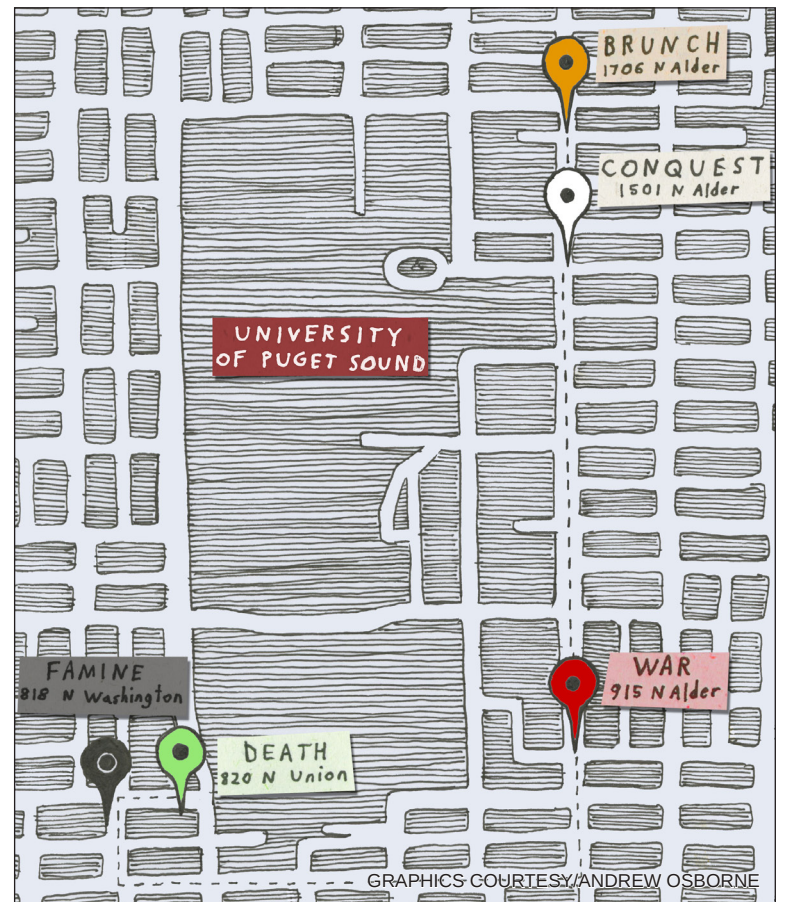 BRUNCH
1706 N Alder
CONQUEST
1501 N Alder
UNIVERSITY
OF PUGET SOUND
FAMINE
818 N Washington
WAR
915 N Alder
DEATH
820 N Union
GRAPHICS COURTESY/ANDREW OSBORNE